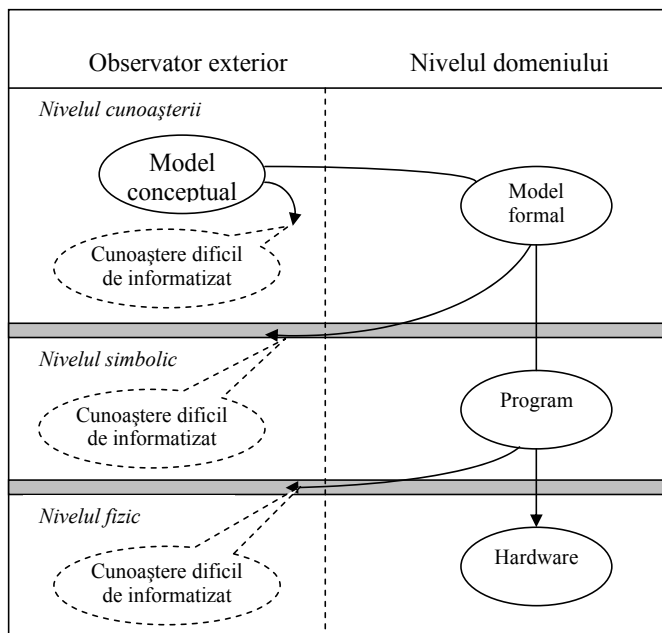 Observator exterior
Nivelul domeniului
Nivelul cunoaşterii
Model
conceptual
Model
formal
Cunoaştere dificil
de informatizat
Nivelul simbolic
Cunoaştere dificil
de informatizat
Program
Nivelul fizic
Cunoaştere dificil
de informatizat
Hardware